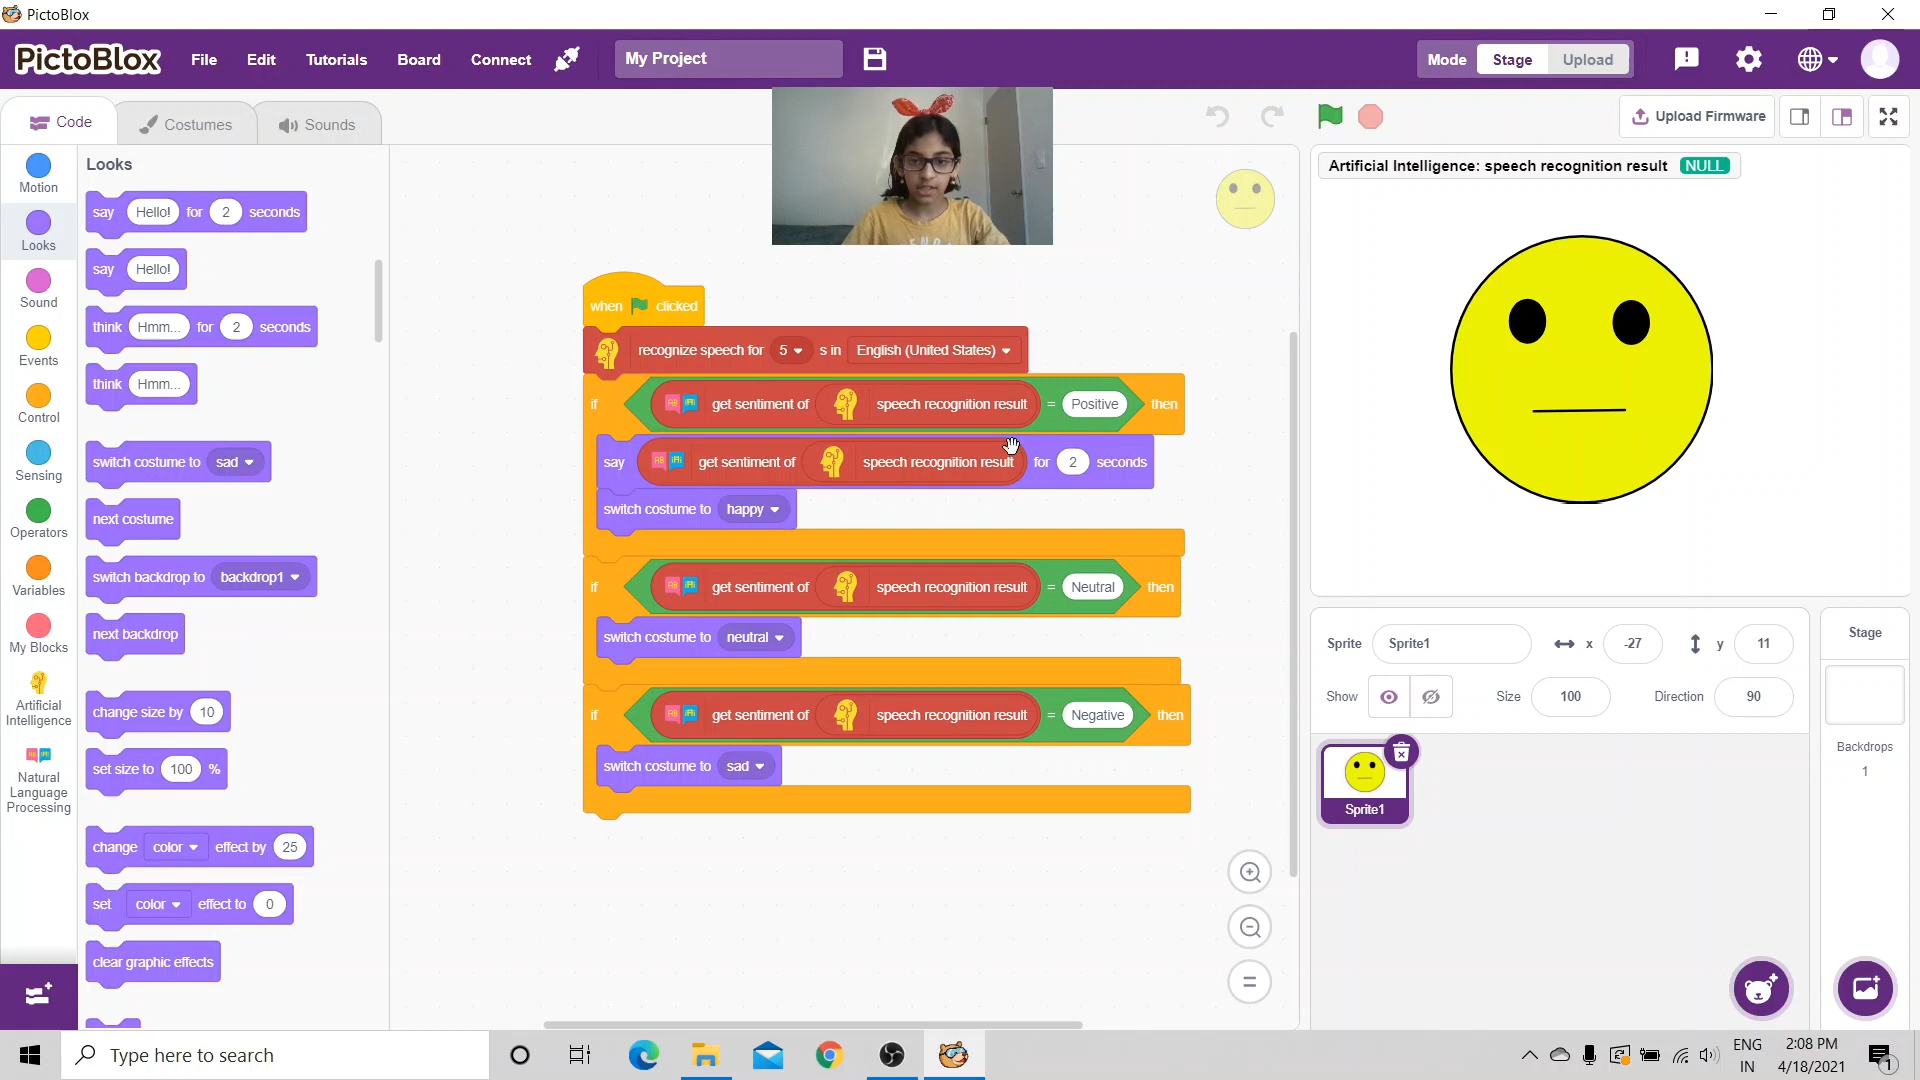 PictoBlox
PictoBlox File Edit Tutorials Board Connect My Project Mode Stage Upload
Code Costumes Sounds Upload Firmware
Motion
Looks
Sound
Events
Control
Sensing
Operators
Variables
My Blocks
Artificial
Intelligence
Natural
Language
Processing
Looks
say Hello! for 2 seconds
say Hello!
think Hmm... for 2 seconds
think Hmm...
switch costume to sad
next costume
switch backdrop to backdrop1
next backdrop
change size by 10
set size to 100 %
change color effect by 25
set color effect to 0
clear graphic effects
when clicked
recognize speech for 5 s in English (United States)
if get sentiment of speech recognition result = Positive then
say get sentiment of speech recognition result for 2 seconds
switch costume to happy
if get sentiment of speech recognition result = Neutral then
switch costume to neutral
if get sentiment of speech recognition result = Negative then
switch costume to sad
Artificial Intelligence: speech recognition result NULL
Sprite Sprite1 x -27 y 11
Show Size 100 Direction 90
Sprite1
Stage
Backdrops
1
Type here to search
ENG
IN
2:08 PM
4/18/2021
1